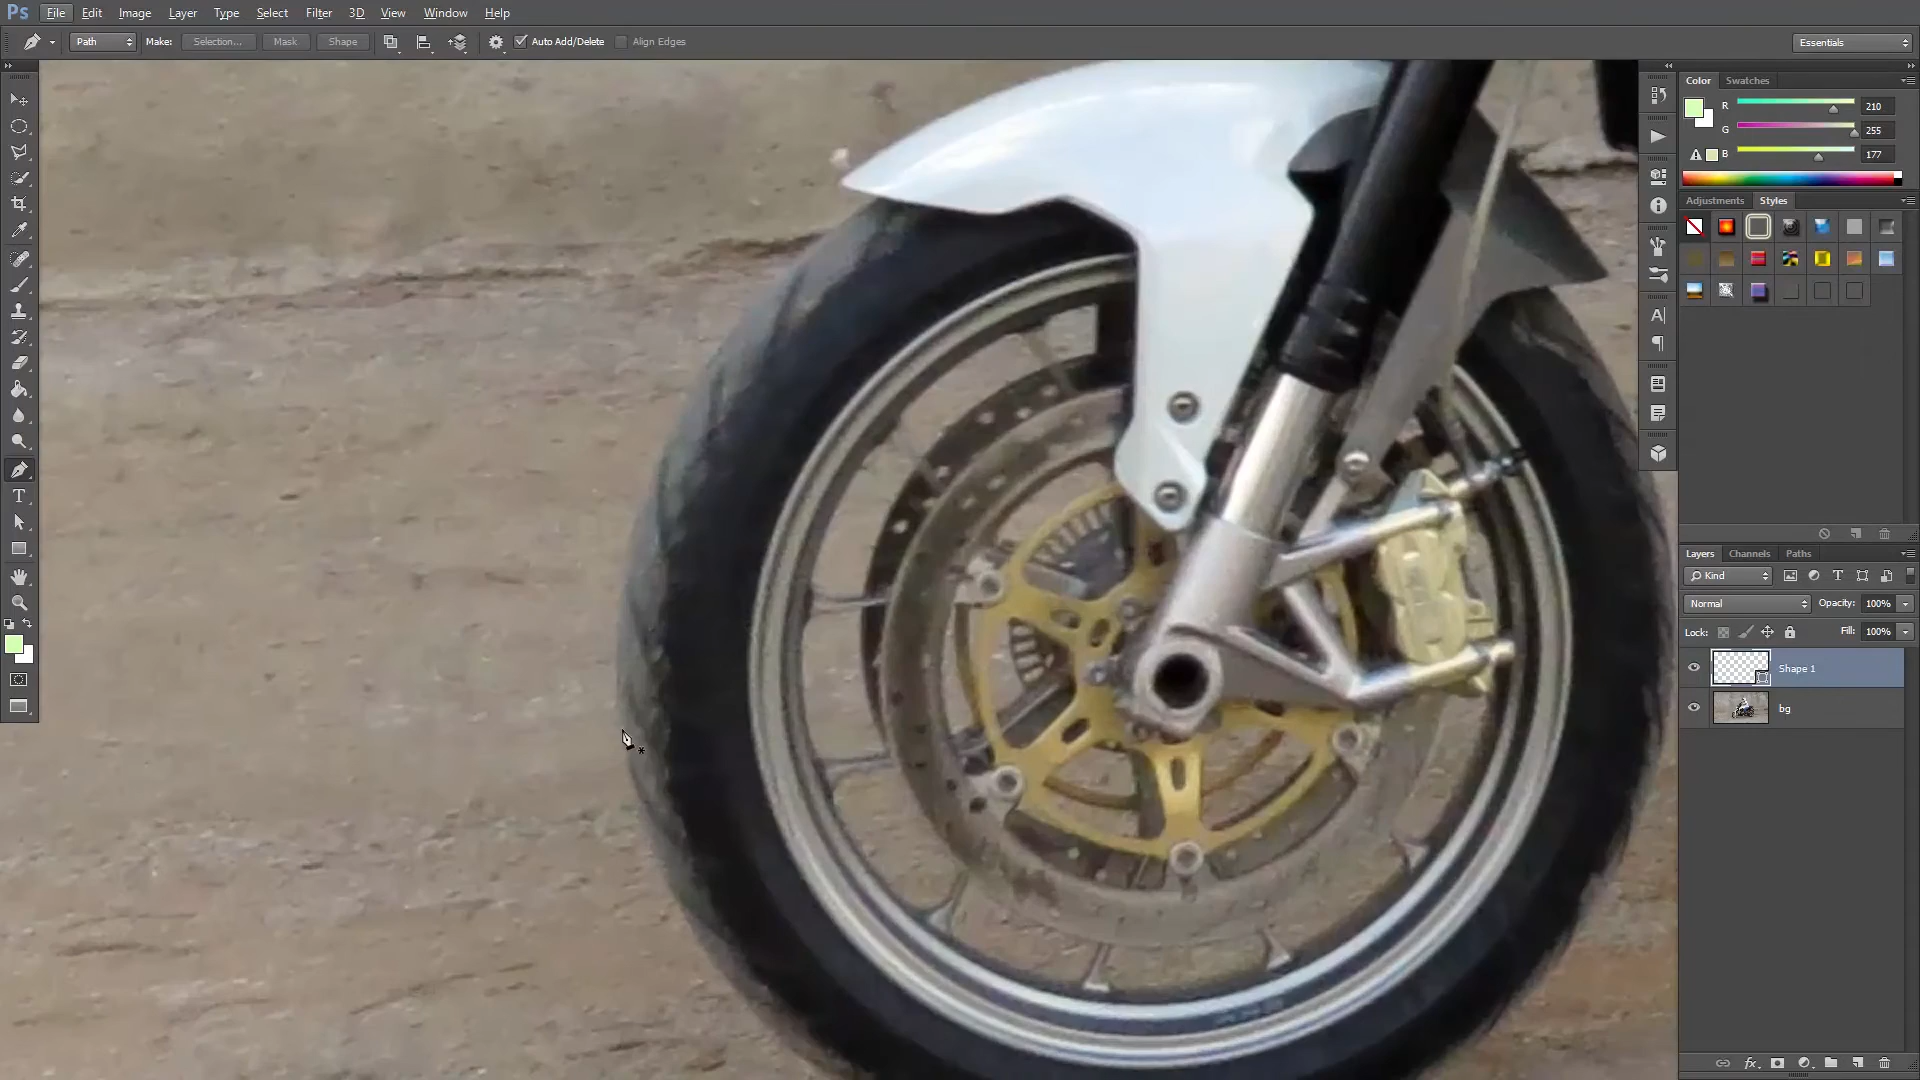 Ps File Edit Image Layer Type Select Filter 3D View Window Help
Path Make: Selection... Mask Shape Auto Add/Delete Align Edges Essentials
Color Swatches
R 210
G 255
B 177
Adjustments Styles
Layers Channels Paths
Kind
Normal Opacity: 100%
Lock: Fill: 100%
Shape 1
bg